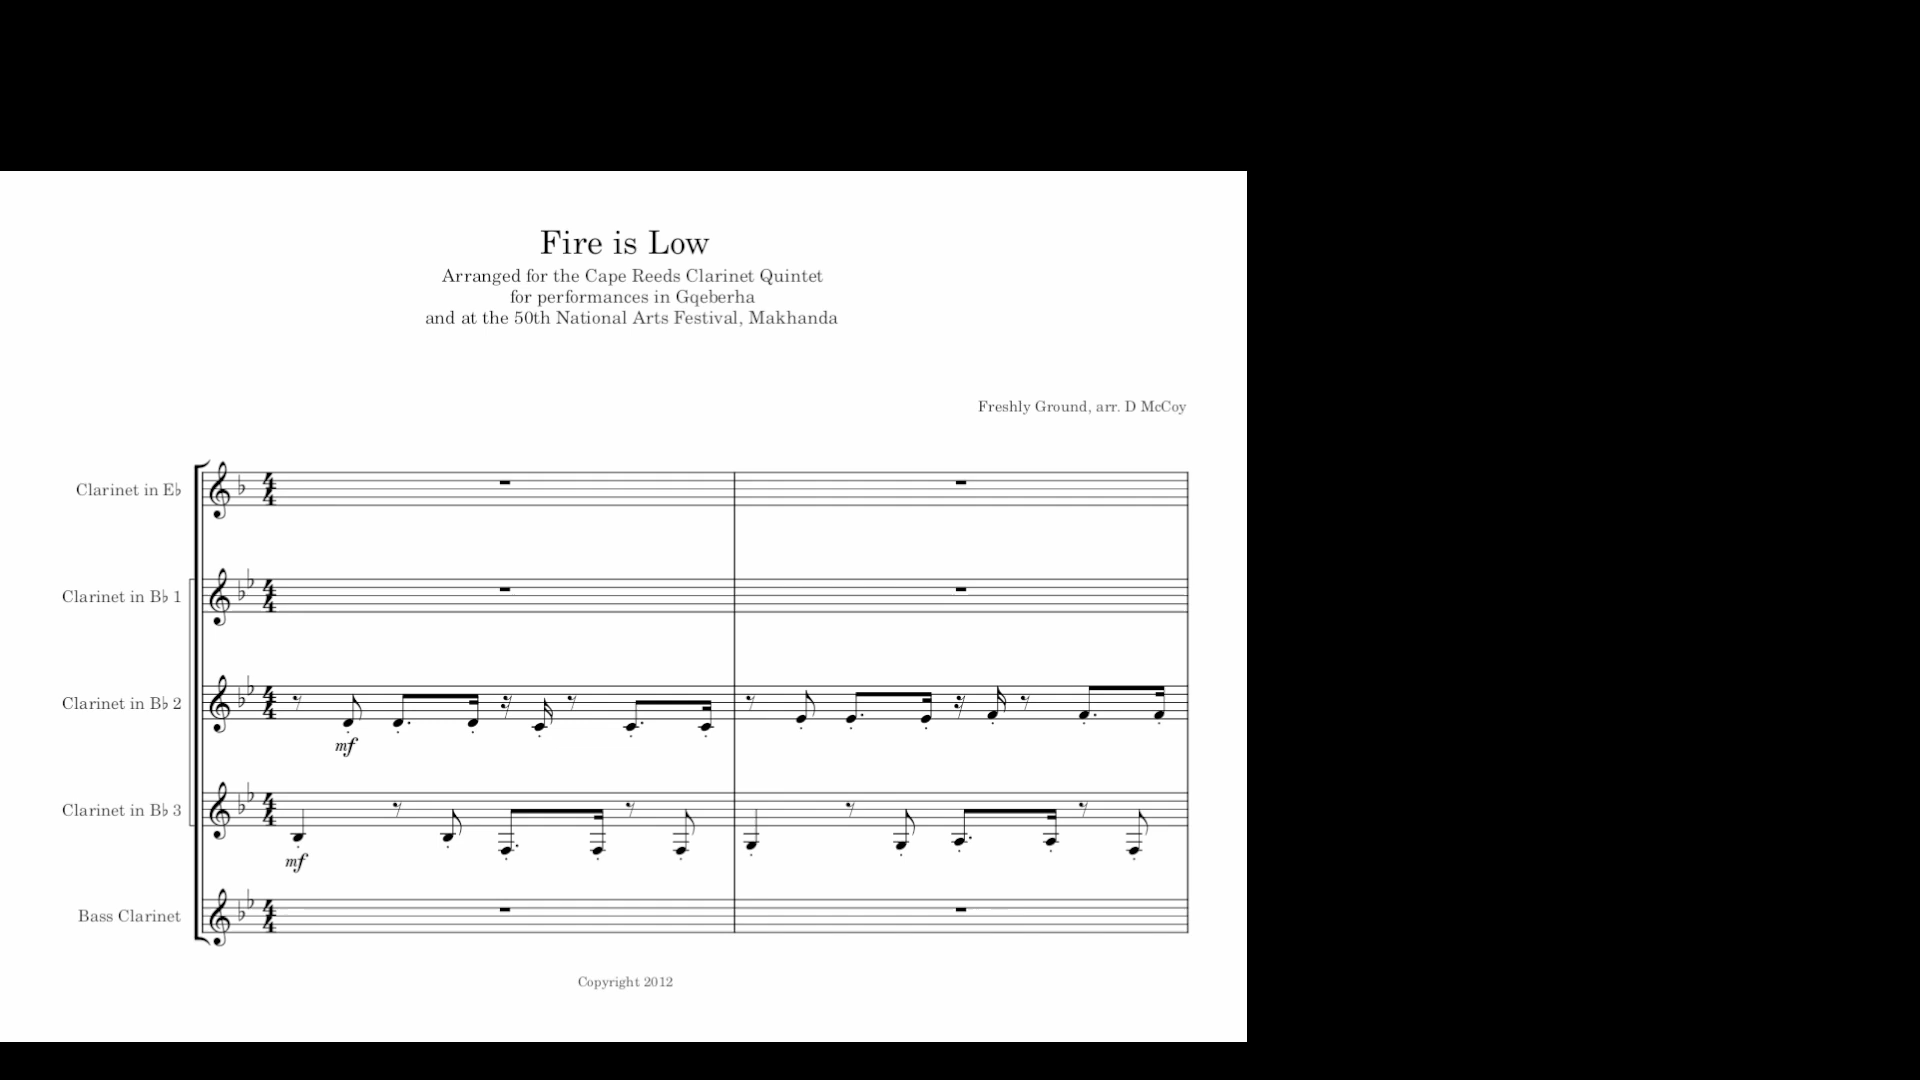 Fire is Low
Arranged for the Cape Reeds Clarinet Quintet
for performances in Gqeberha
and at the 50th National Arts Festival, Makhanda
Freshly Ground, arr. D McCoy
Clarinet in E♭
Clarinet in B♭ 1
Clarinet in B♭ 2
mf
Clarinet in B♭ 3
mf
Bass Clarinet
Copyright 2012